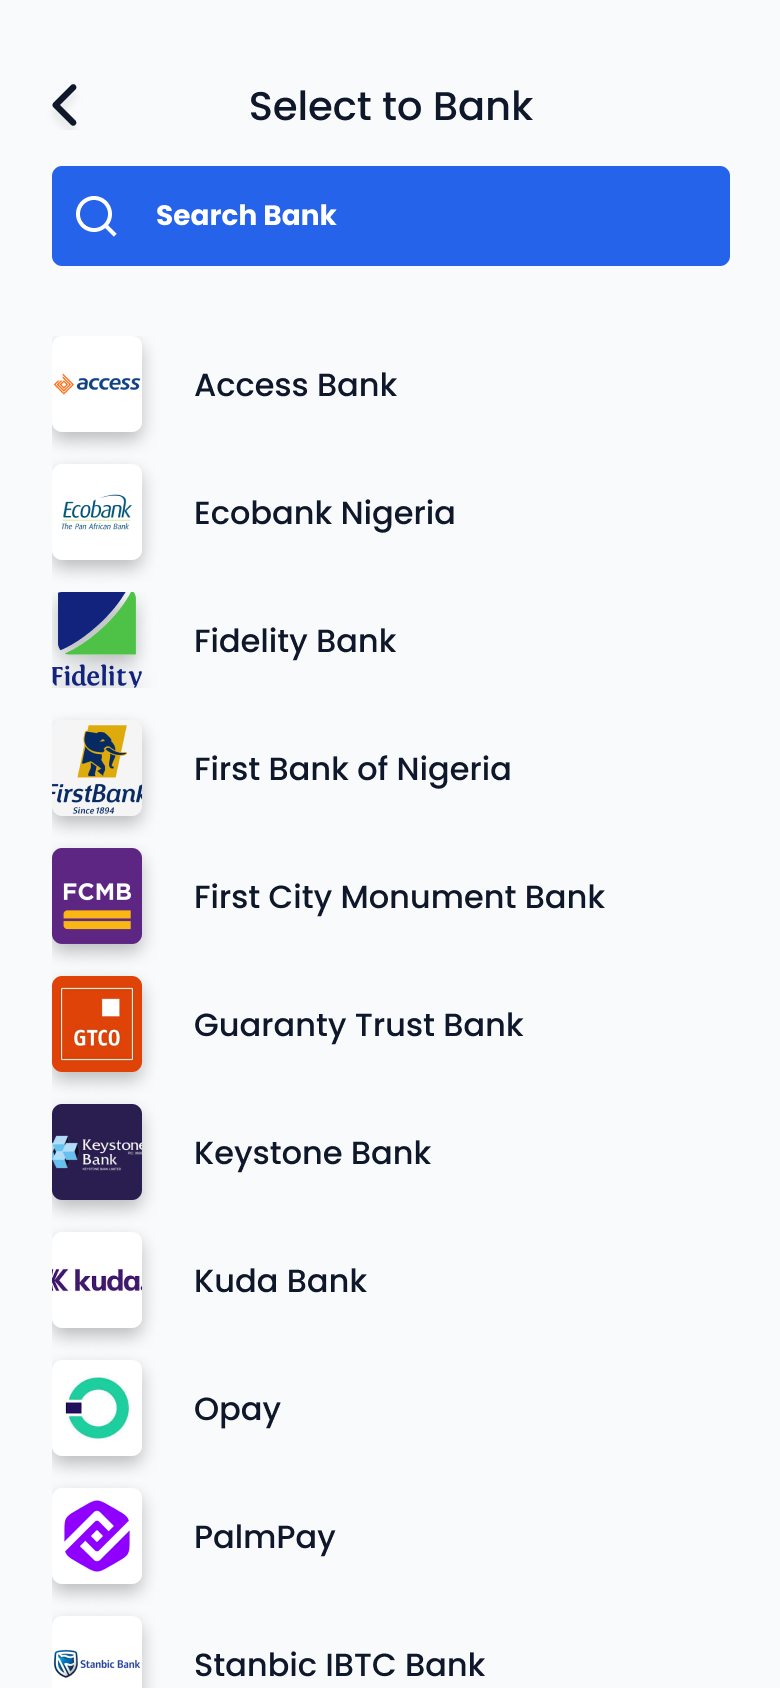 Select to Bank
Search Bank
access
Access Bank
Ecobank
The Pan African Bank
Ecobank Nigeria
Fidelity
Fidelity Bank
FirstBank
Since 1894
First Bank of Nigeria
FCMB
First City Monument Bank
GTCO
Guaranty Trust Bank
Keystone
Bank
Keystone Bank
kuda.
Kuda Bank
Opay
PalmPay
Stanbic Bank
Stanbic IBTC Bank